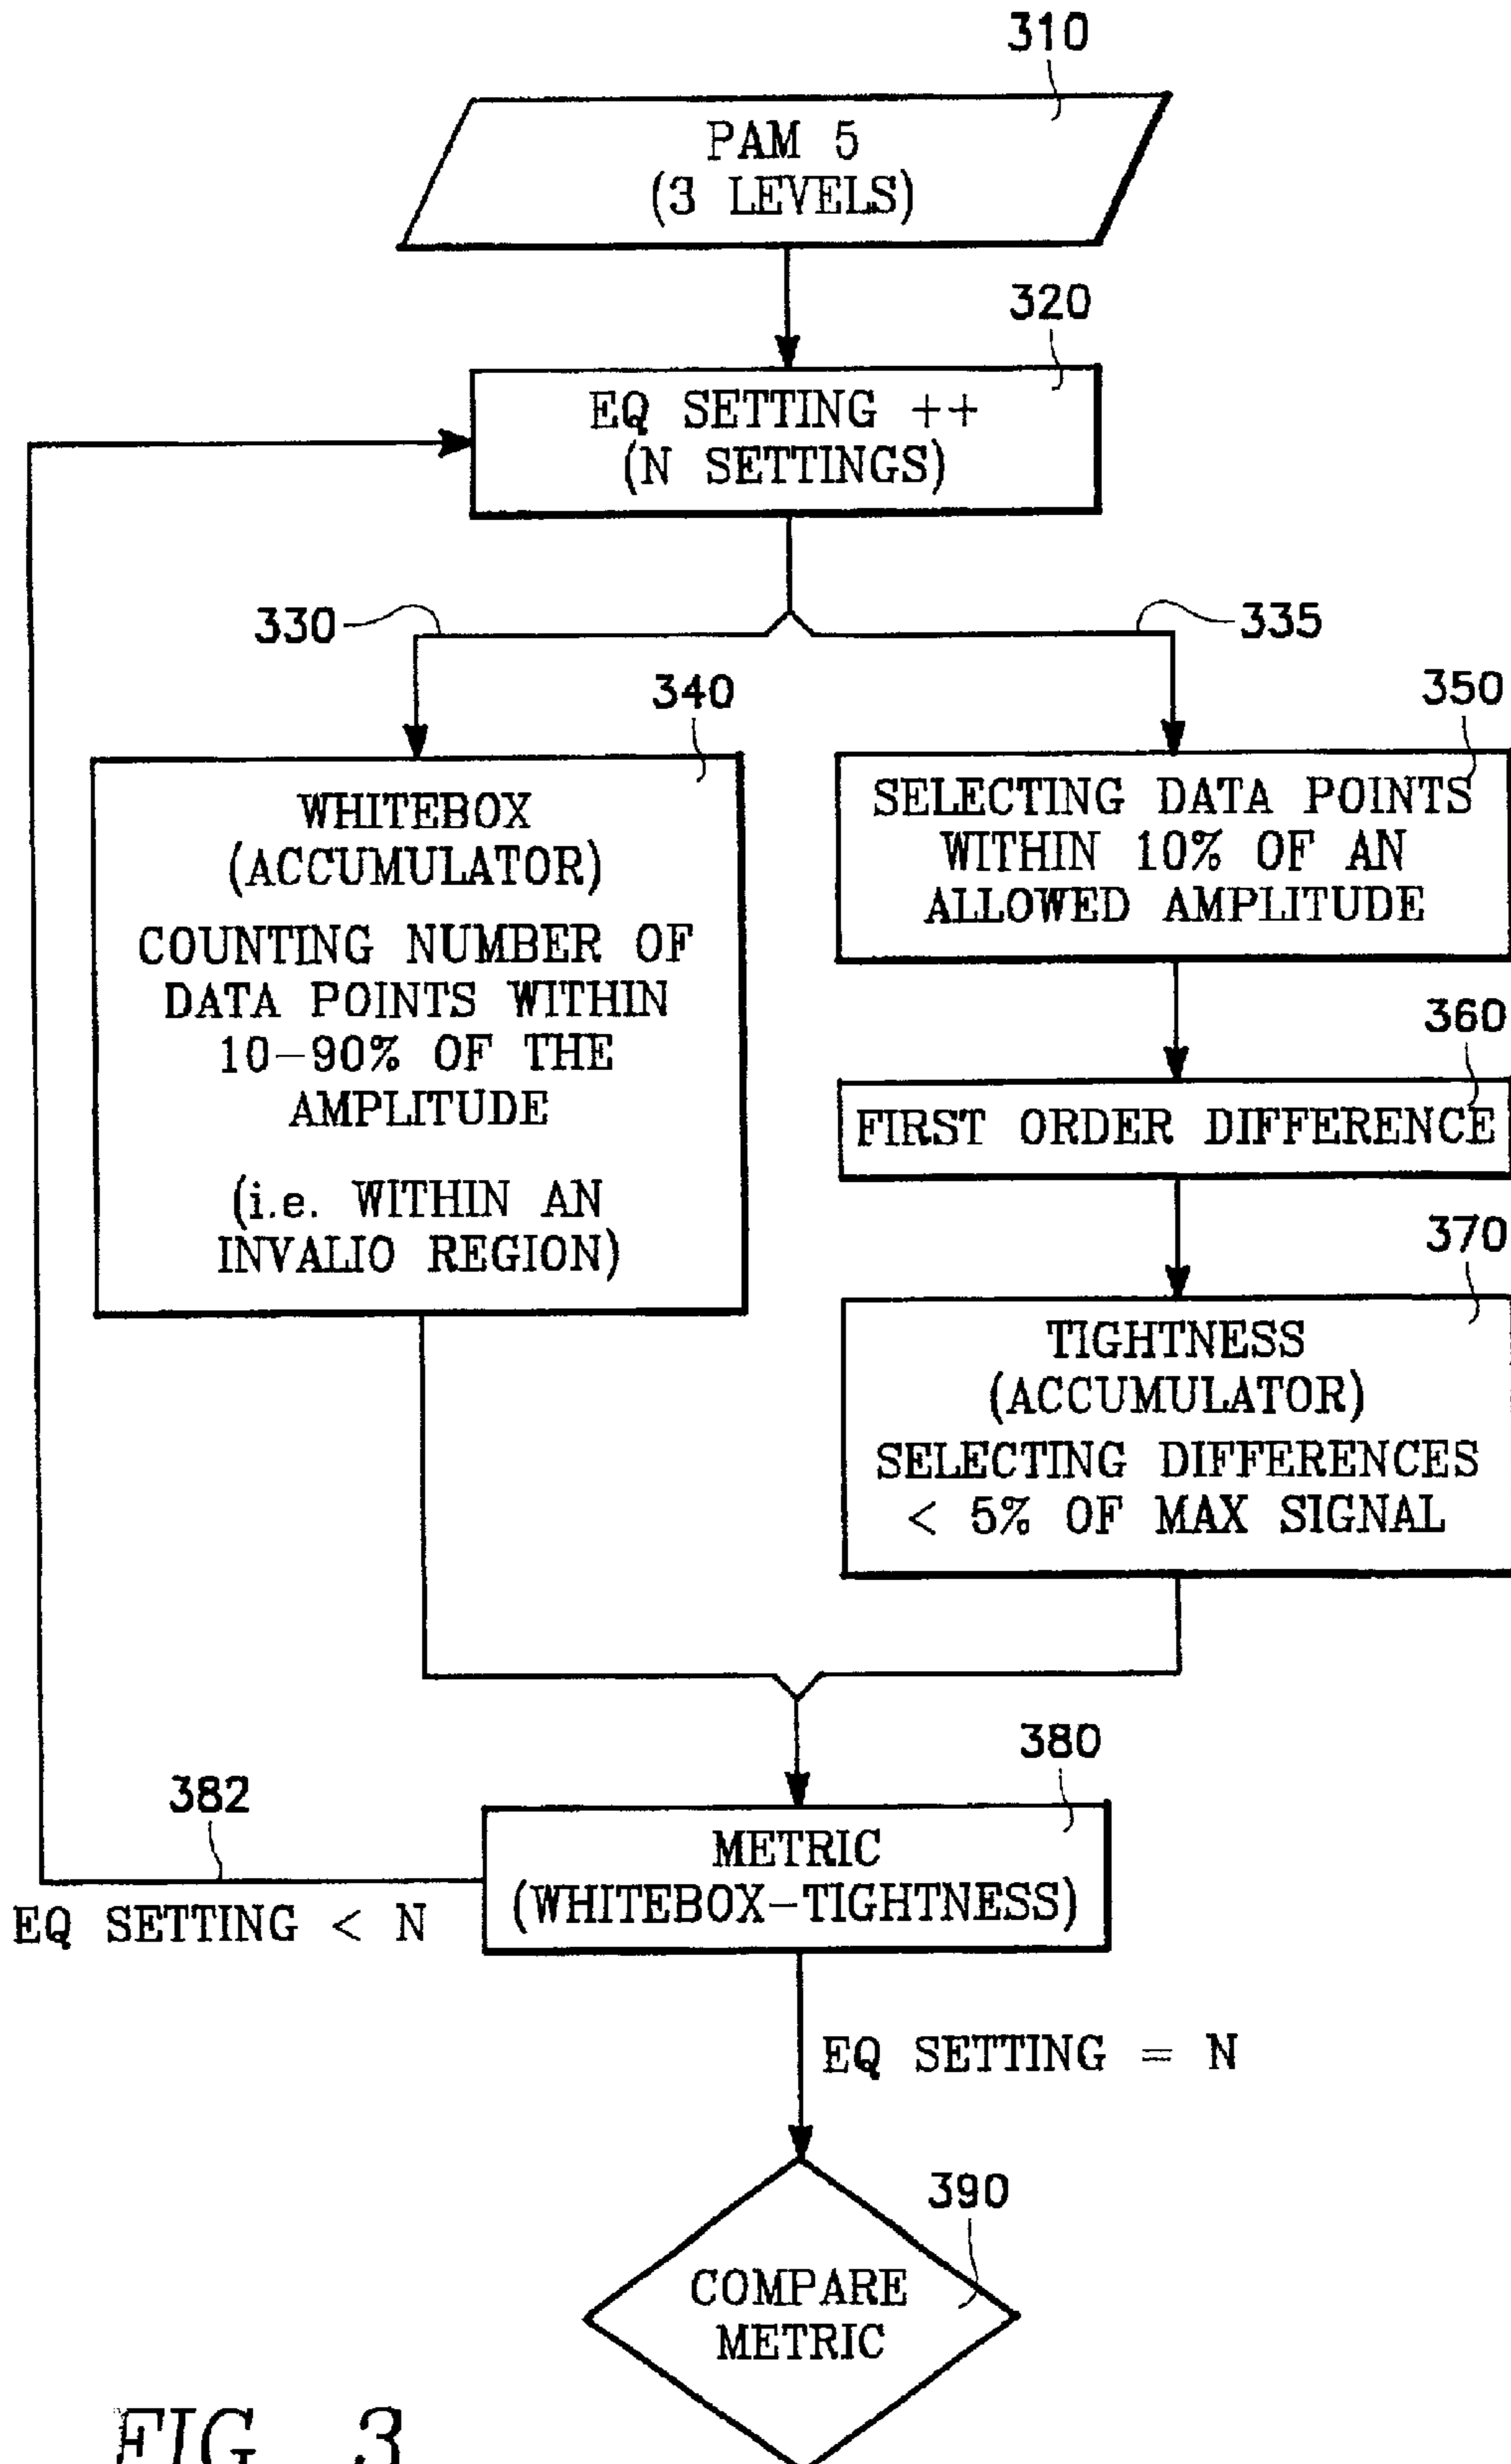 310
PAM 5
(3 LEVELS)
320
EQ SETTING ++
(N SETTINGS)
330
335
340
WHITEBOX
(ACCUMULATOR)
COUNTING NUMBER OF
DATA POINTS WITHIN
10-90% OF THE
AMPLITUDE
(i.e. WITHIN AN
INVALIO REGION)
350
SELECTING DATA POINTS
WITHIN 10% OF AN
ALLOWED AMPLITUDE
360
FIRST ORDER DIFFERENCE
370
TIGHTNESS
(ACCUMULATOR)
SELECTING DIFFERENCES
< 5% OF MAX SIGNAL
380
METRIC
(WHITEBOX-TIGHTNESS)
382
EQ SETTING < N
EQ SETTING = N
390
COMPARE
METRIC
FIG. 3